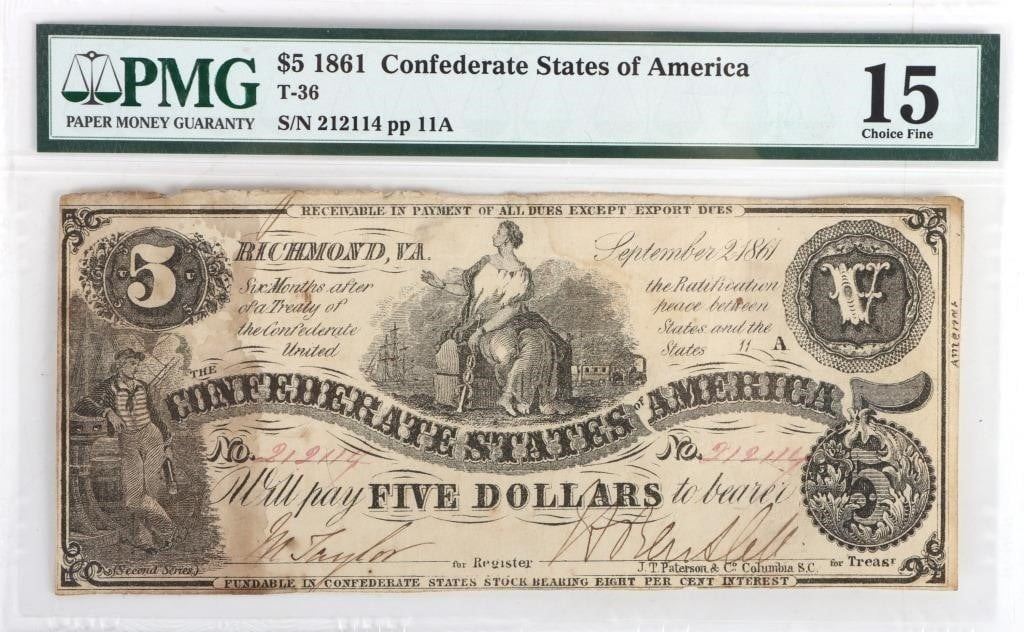 PMG
PAPER MONEY GUARANTY
$5 1861 Confederate States of America
T-36
S/N 212114 pp 11A
15
Choice Fine
RECEIVABLE IN PAYMENT OF ALL DUES EXCEPT EXPORT DUES
5
RICHMOND, VA.
September 2 1861
V
Six Months after the Ratification
of a Treaty of peace between
the Confederate States and the
United States 11 A
THE CONFEDERATE STATES OF AMERICA
No. 212114 No. 212114
Will pay FIVE DOLLARS to bearer
5
for Register
J.T. Paterson & Co. Columbia S.C.
for Treasr
(Second Series.)
FUNDABLE IN CONFEDERATE STATES STOCK BEARING EIGHT PER CENT INTEREST